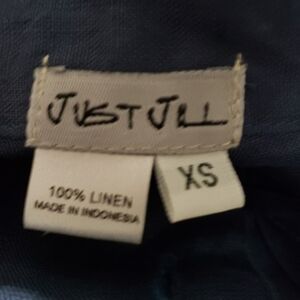 JUST JILL
XS
100% LINEN
MADE IN INDONESIA